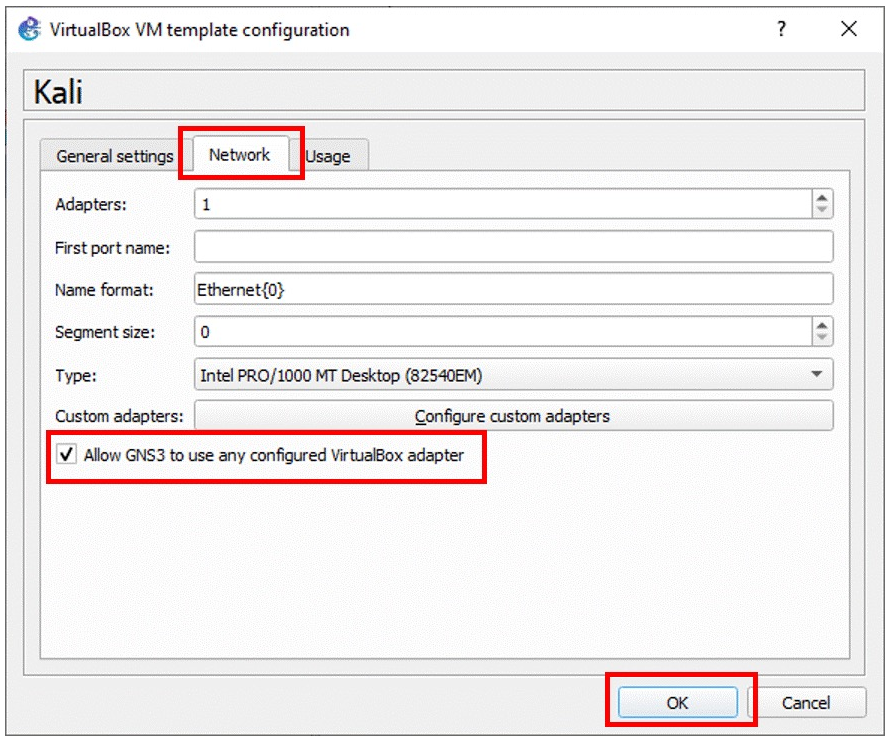 VirtualBox VM template configuration ?
Kali
General settings Network Usage
Adapters: 1
First port name:
Name format: Ethernet{0}
Segment size: 0
Type: Intel PRO/1000 MT Desktop (82540EM)
Custom adapters: Configure custom adapters
Allow GNS3 to use any configured VirtualBox adapter
OK Cancel